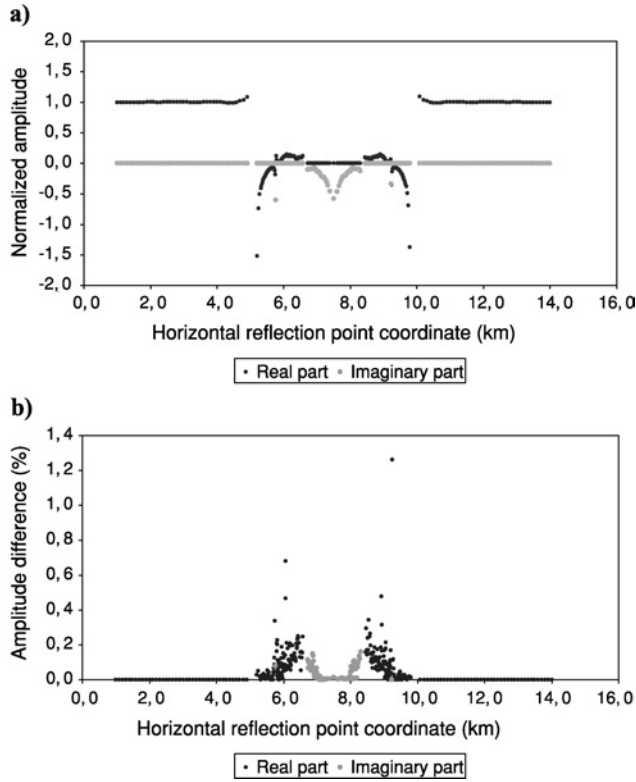 a)
2, 0
1, 5
1, 0
0, 5
0, 0
-0, 5
-1, 0
-1, 5
-2, 0
Normalized amplitude
0, 0 2, 0 4, 0 6, 0 8, 0 10, 0 12, 0 14, 0 16, 0
Horizontal reflection point coordinate (km)
Real part Imaginary part
b)
1, 4
1, 2
1, 0
0, 8
0, 6
0, 4
0, 2
0, 0
Amplitude difference (%)
0, 0 2, 0 4, 0 6, 0 8, 0 10, 0 12, 0 14, 0 16, 0
Horizontal reflection point coordinate (km)
Real part Imaginary part